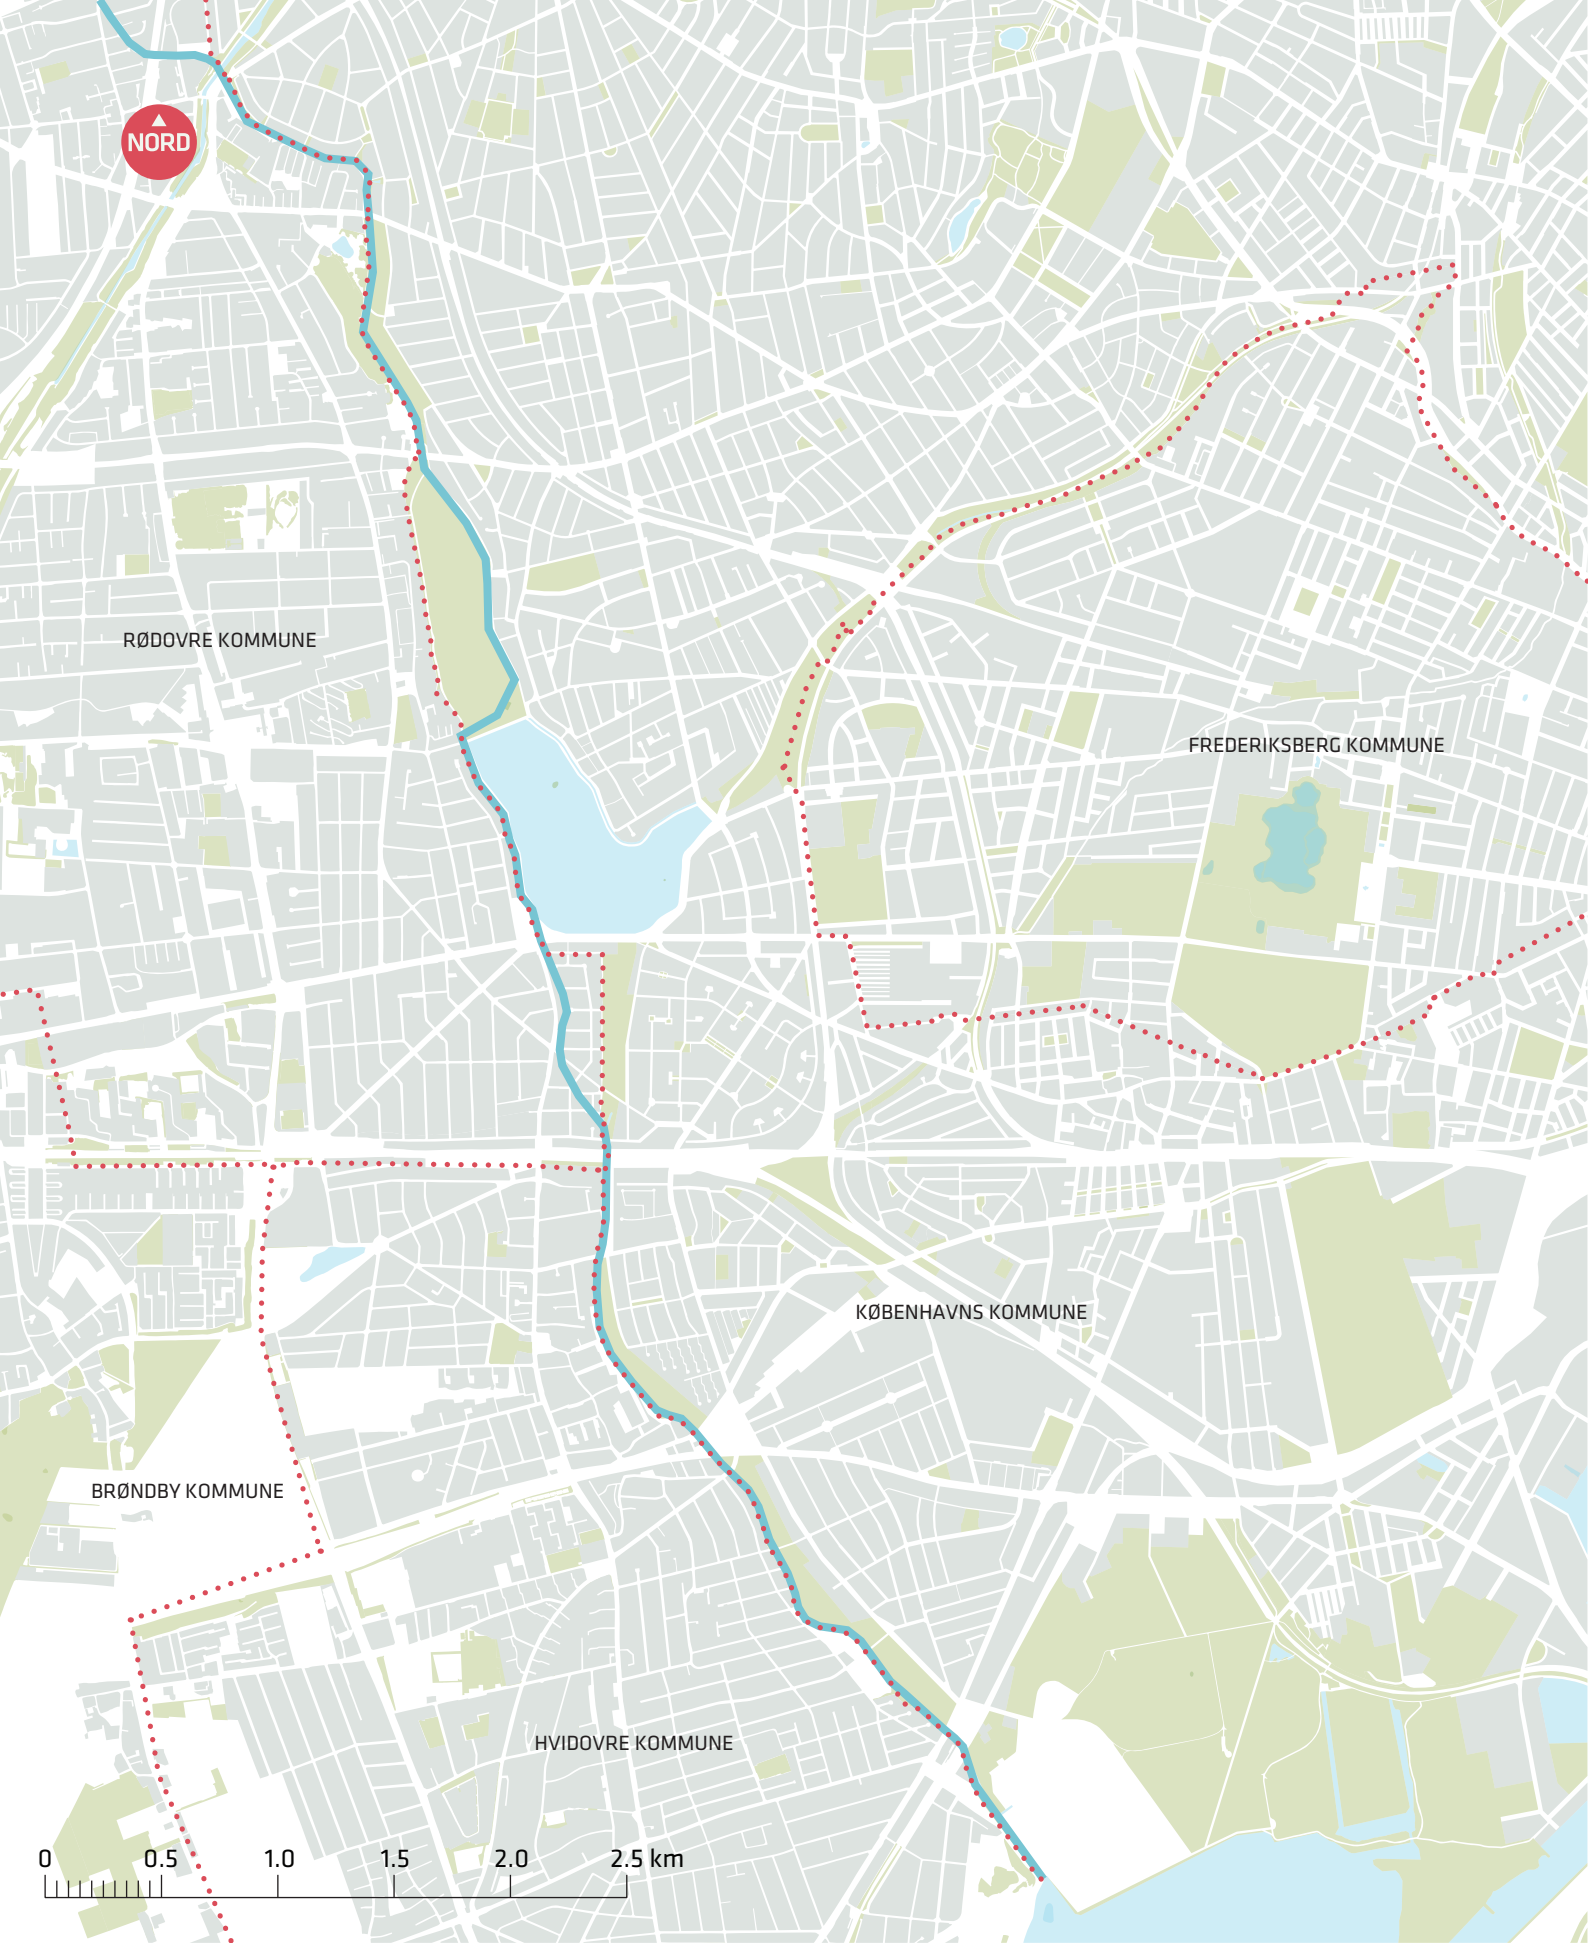 NORD
RØDOVRE KOMMUNE
FREDERIKSBERG KOMMUNE
KØBENHAVNS KOMMUNE
BRØNDBY KOMMUNE
HVIDOVRE KOMMUNE
0 0.5 1.0 1.5 2.0 2.5 km